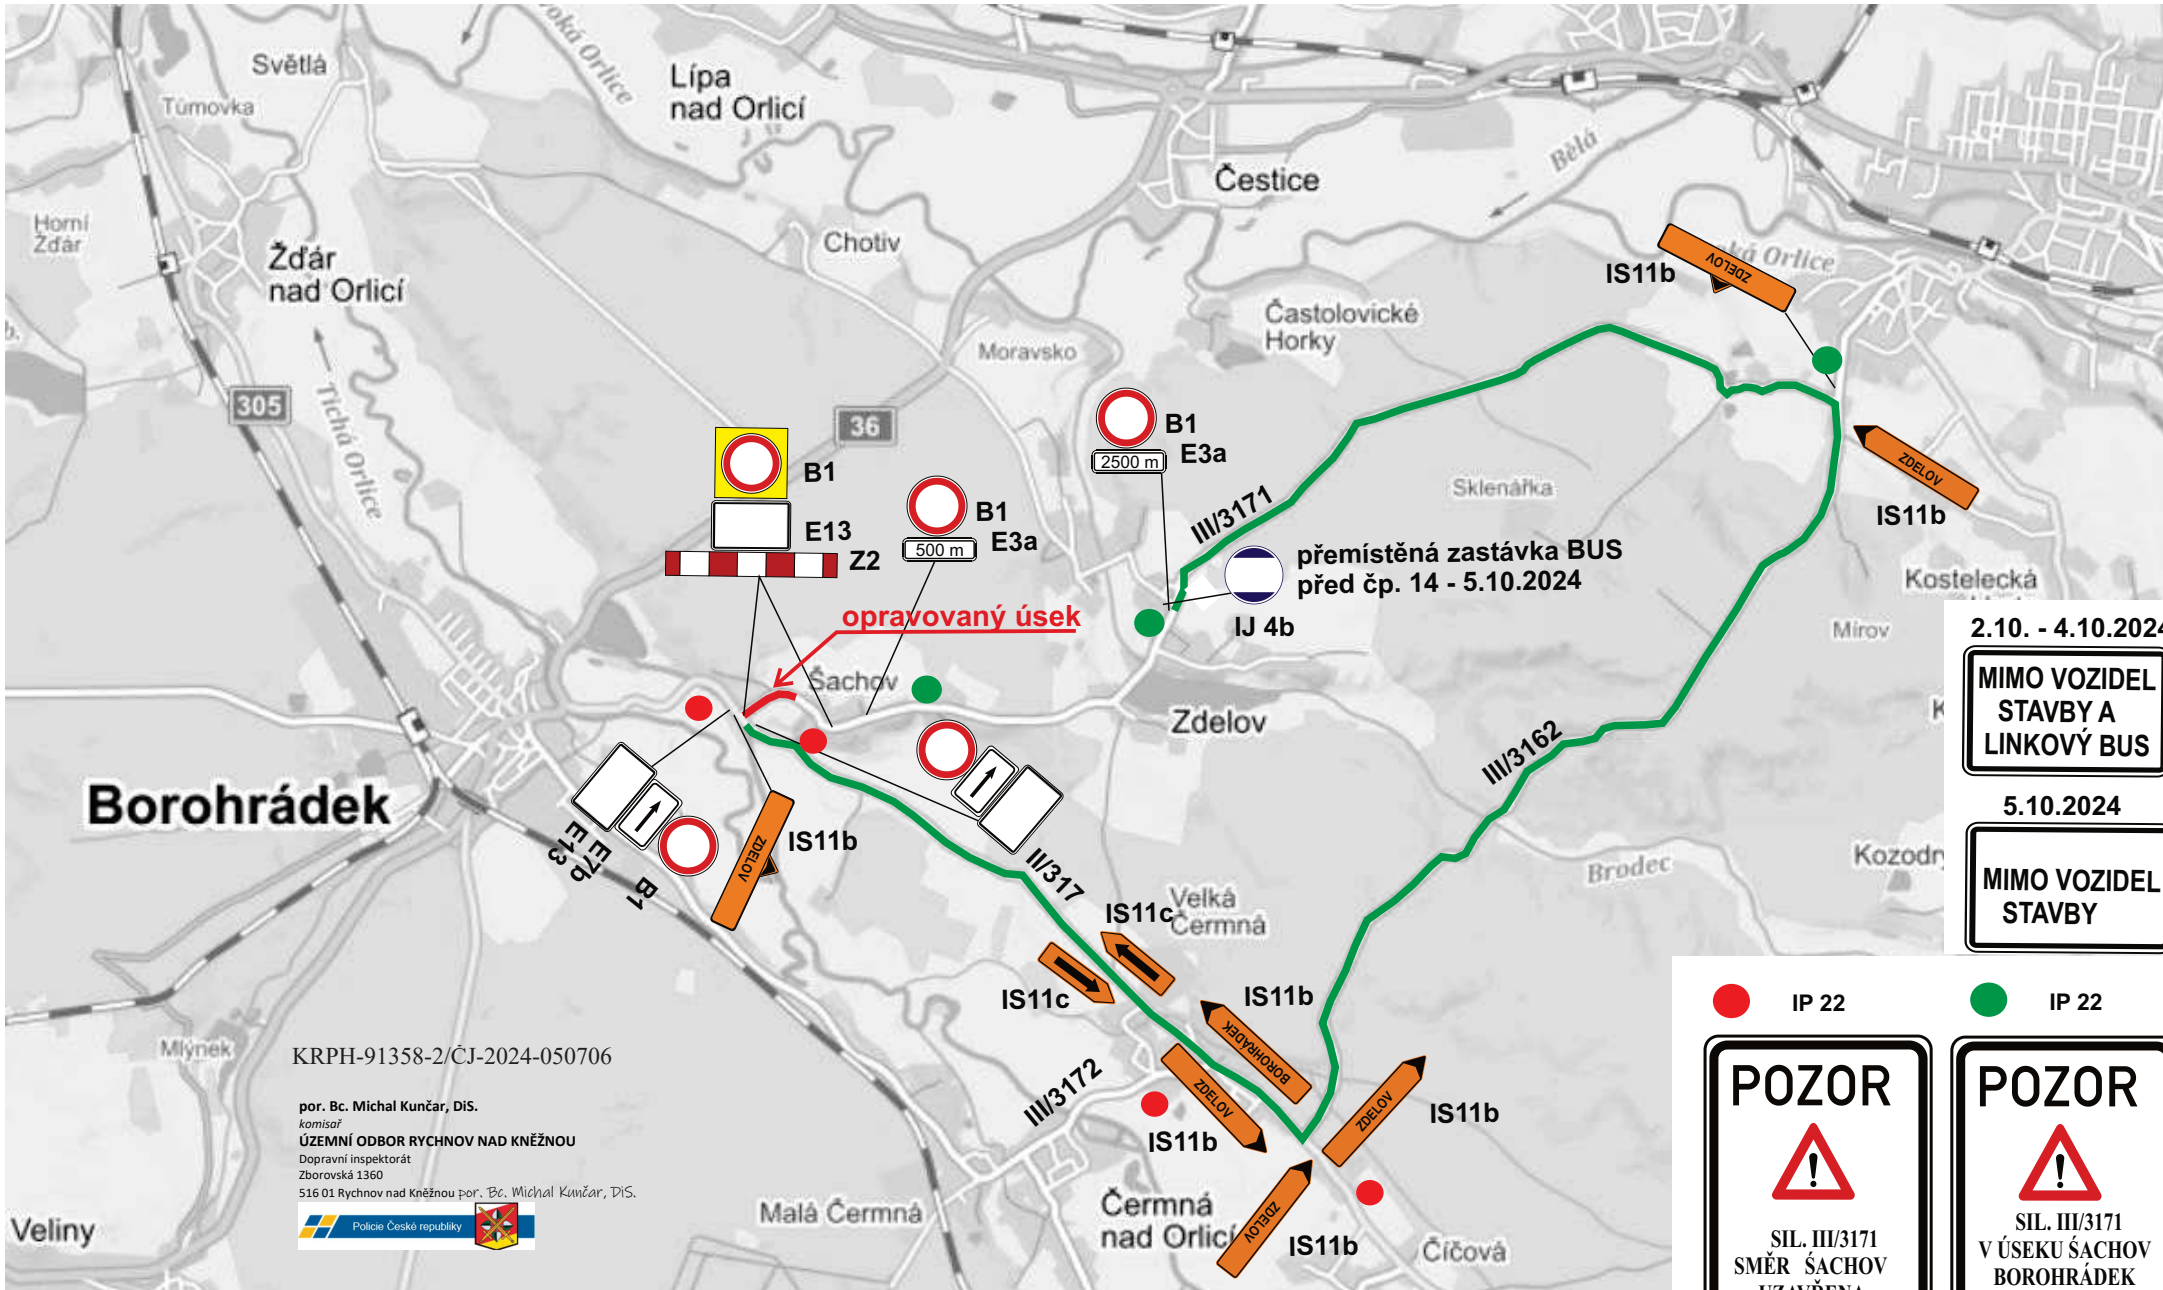 Světlá
Tůmovka
Lípa
nad Orlicí
Čestice
Bělá
Horní
Žďár
Žďár
nad Orlicí
Chotiv
Častolovické
Horky
Moravsko
Tichá Orlice
305
36
IS11b
ZDELOV
Orlice
B1
E3a
2500 m
B1
E13
Z2
B1
E3a
500 m
III/3171
Sklenářka
ZDELOV
IS11b
přemístěná zastávka BUS
před čp. 14 - 5.10.2024
IJ 4b
opravovaný úsek
Šachov
Zdelov
Kostelecká
Mírov
2.10. - 4.10.2024
MIMO VOZIDEL
STAVBY A
LINKOVÝ BUS
5.10.2024
MIMO VOZIDEL
STAVBY
III/3162
Borohrádek
E13
E7b
B1
ZDELOV
IS11b
II/317
Brodec
Velká
Čermná
IS11c
IS11c
IS11b
BOROHRÁDEK
ZDELOV
IS11b
ZDELOV
IS11b
ZDELOV
IS11b
III/3172
Mlýnek
Veliny
Malá Čermná
Čermná
nad Orlicí
Číčová
KRPH-91358-2/ČJ-2024-050706
por. Bc. Michal Kunčar, DiS.
komisař
ÚZEMNÍ ODBOR RYCHNOV NAD KNĚŽNOU
Dopravní inspektorát
Zborovská 1360
516 01 Rychnov nad Kněžnou por. Bc. Michal Kunčar, DiS.
Policie České republiky
IP 22
IP 22
POZOR
SIL. III/3171
SMĚR ŠACHOV
UZAVŘENA
POZOR
SIL. III/3171
V ÚSEKU ŠACHOV
BOROHRÁDEK